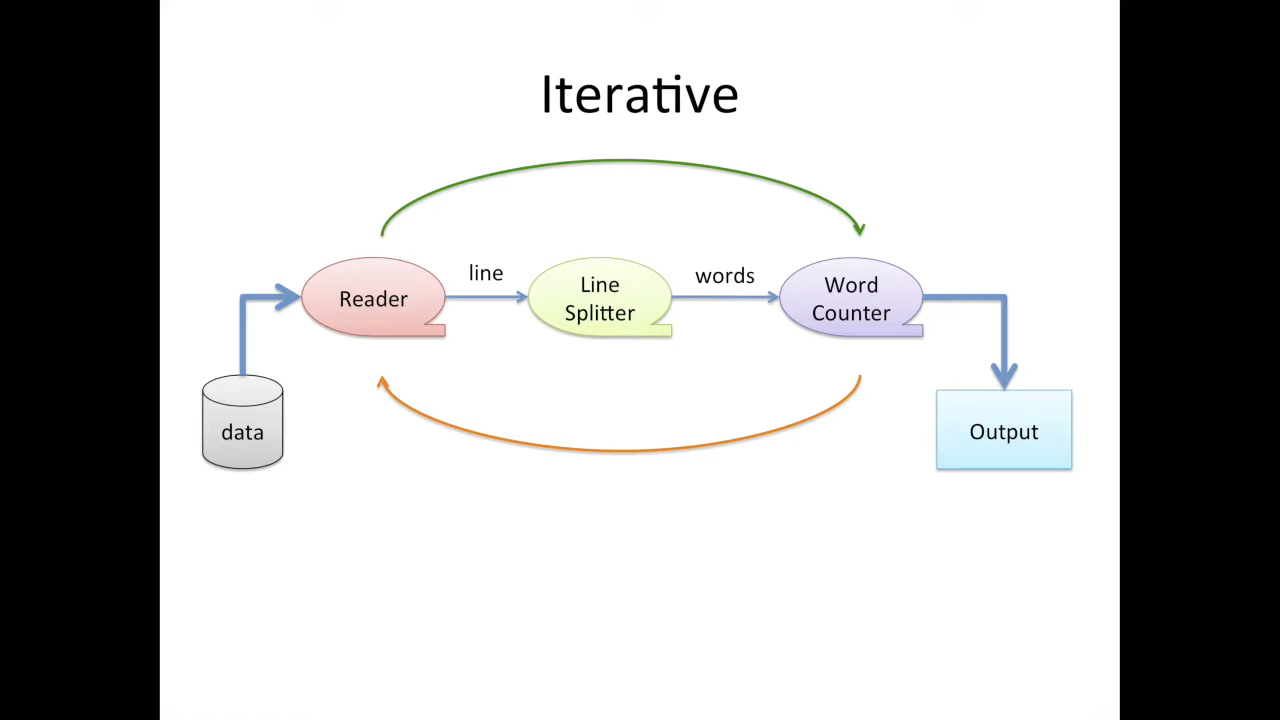 Iterative
line
words
Reader
Line
Splitter
Word
Counter
data
Output